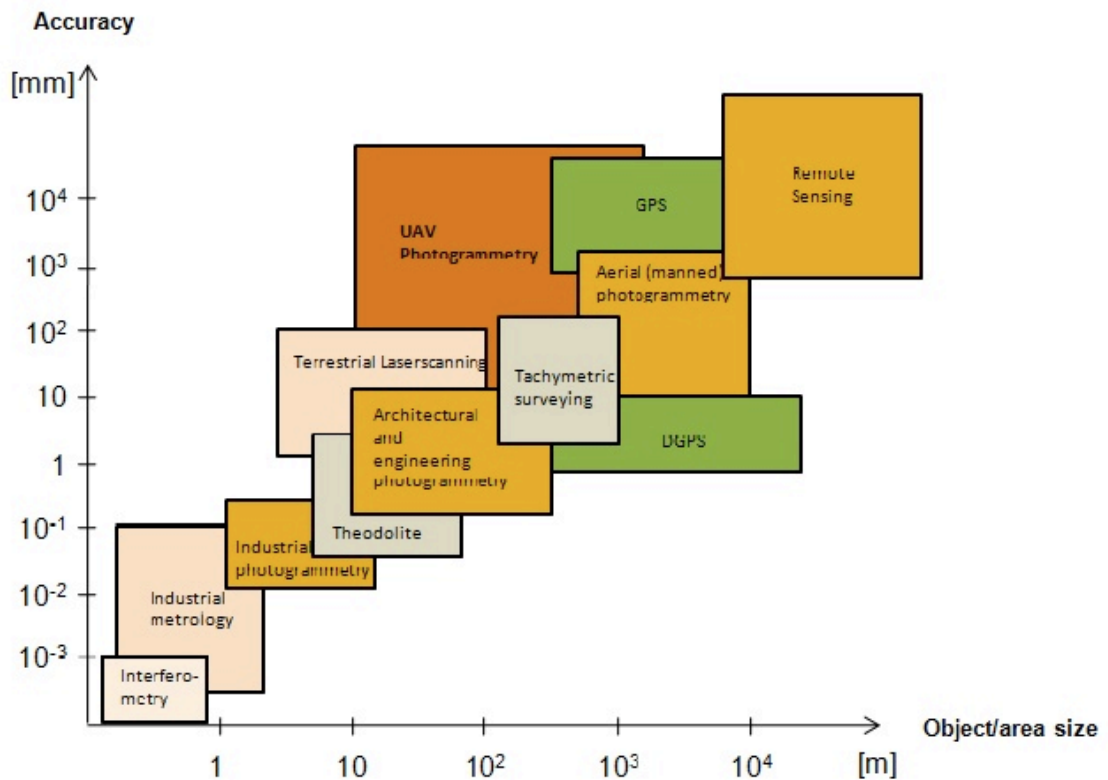 Accuracy
[mm]
10⁴
10³
10²
10
1
10⁻¹
10⁻²
10⁻³
Remote
Sensing
GPS
UAV
Photogrammetry
Aerial (manned)
photogrammetry
Terrestrial Laserscanning
Tachymetric
surveying
Architectural
and
engineering
photogrammetry
DGPS
Theodolite
Industrial
photogrammetry
Industrial
metrology
Interfero-
metry
Object/area size
1
10
10²
10³
10⁴
[m]